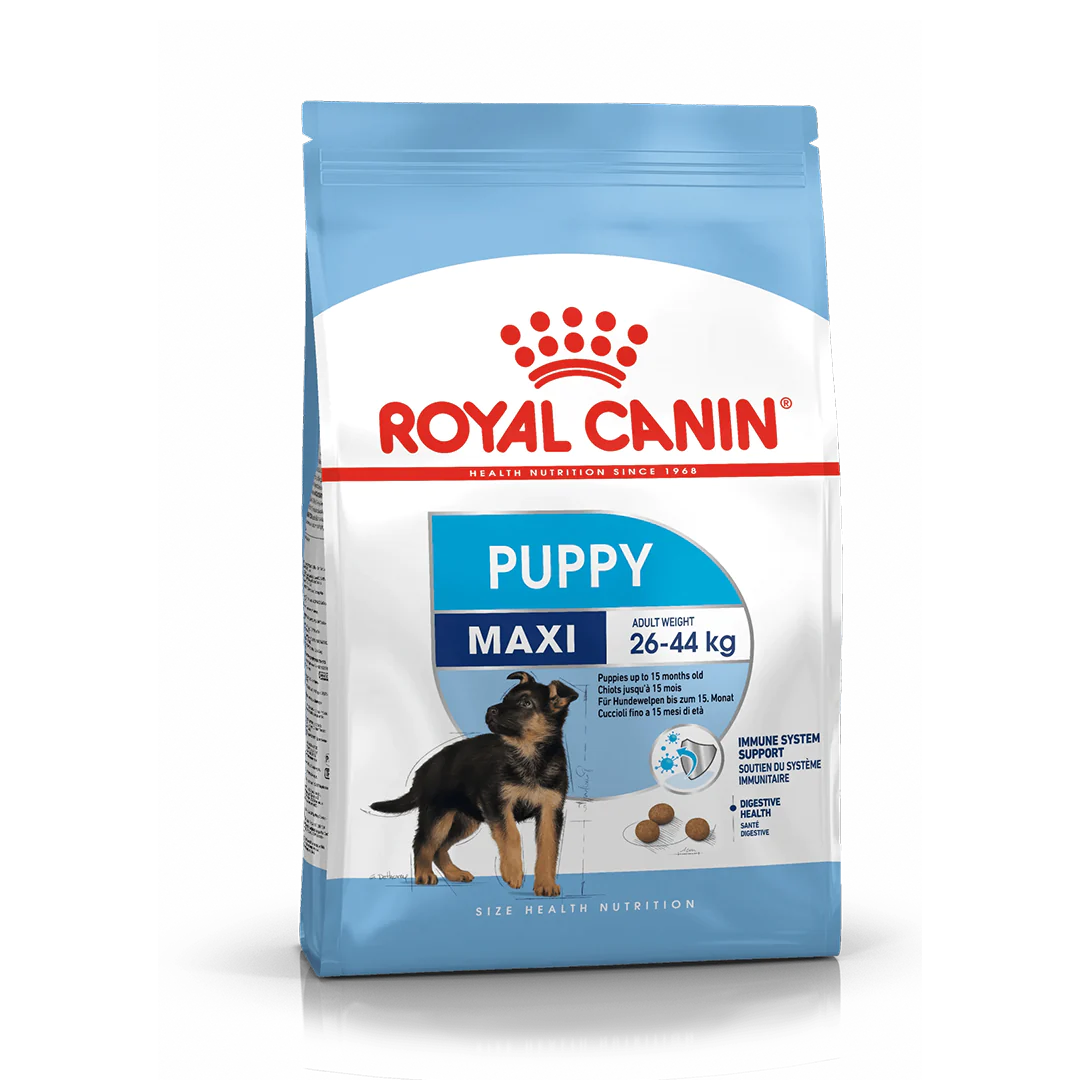 ROYAL CANIN®
HEALTH NUTRITION SINCE 1968
PUPPY
MAXI
ADULT WEIGHT
26-44 kg
Puppies up to 15 months old
Chiots jusqu'à 15 mois
Für Hundewelpen bis zum 15. Monat
Cuccioli fino a 15 mesi di età
IMMUNE SYSTEM
SUPPORT
SOUTIEN DU SYSTÈME
IMMUNITAIRE
DIGESTIVE
HEALTH
SANTÉ
DIGESTIVE
SIZE HEALTH NUTRITION